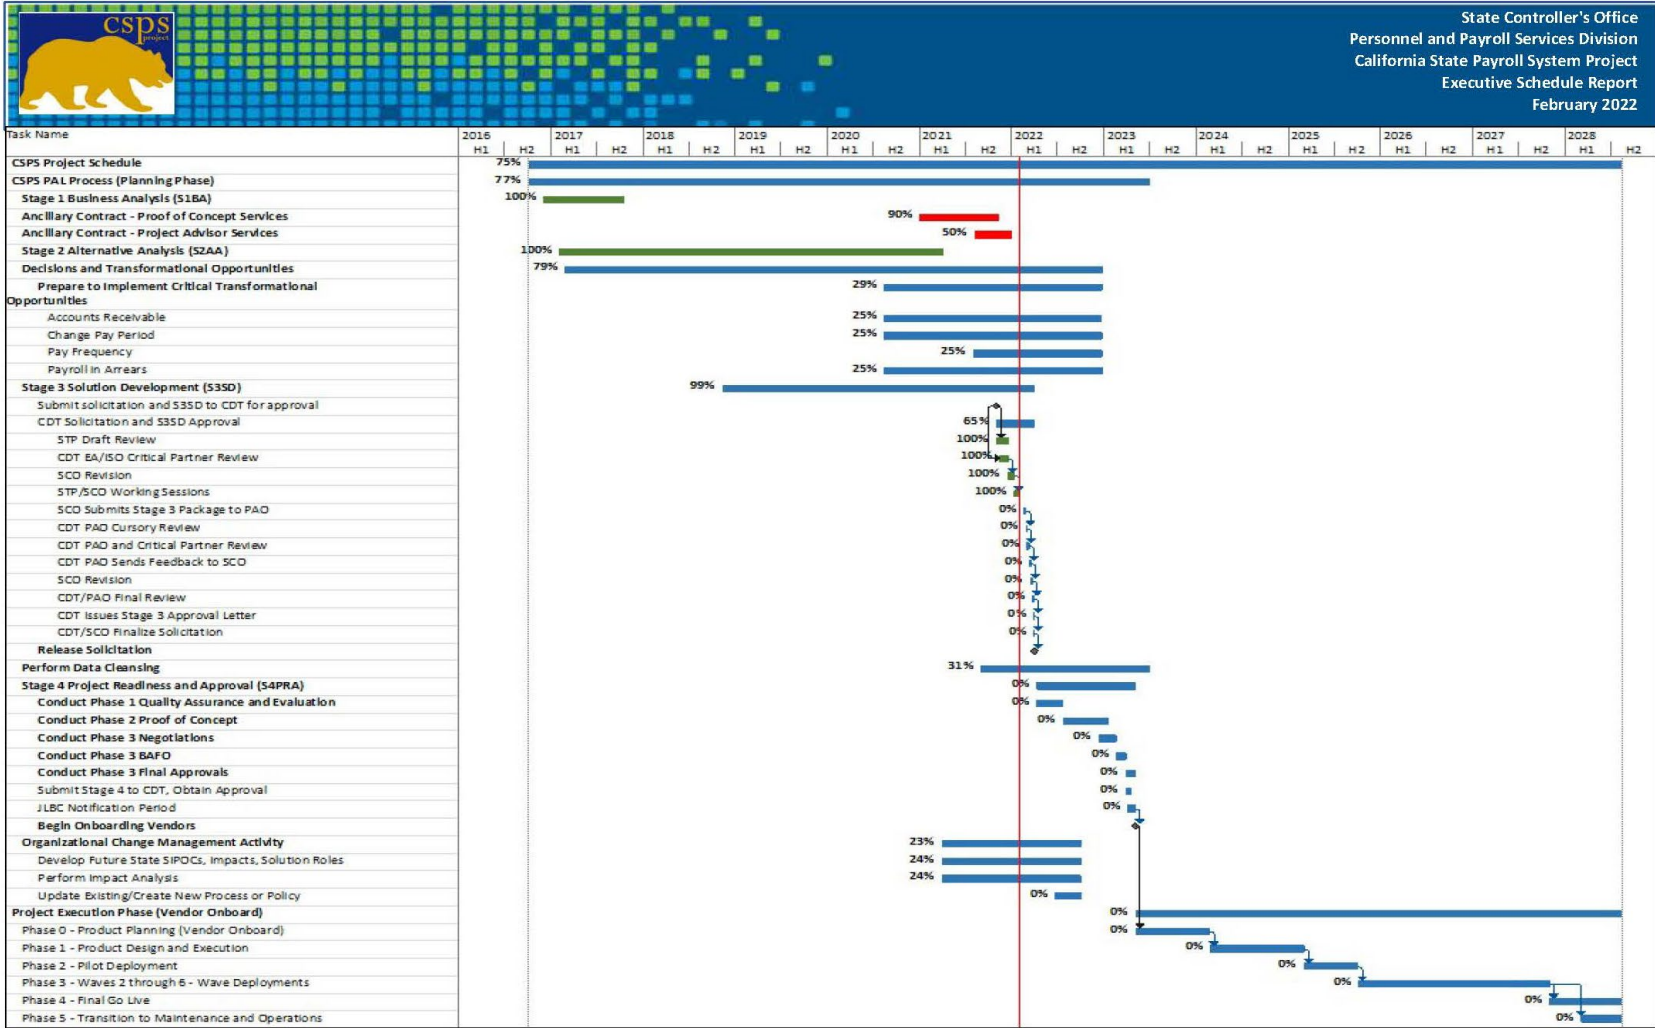 csps
project
State Controller's Office
Personnel and Payroll Services Division
California State Payroll System Project
Executive Schedule Report
February 2022
Task Name 2016 2017 2018 2019 2020 2021 2022 2023 2024 2025 2026 2027 2028
H1 H2 H1 H2 H1 H2 H1 H2 H1 H2 H1 H2 H1 H2 H1 H2 H1 H2 H1 H2 H1 H2 H1 H2 H1 H2
CSPS Project Schedule 75%
CSPS PAL Process (Planning Phase) 77%
Stage 1 Business Analysis (S1BA) 100%
Ancillary Contract - Proof of Concept Services 90%
Ancillary Contract - Project Advisor Services 50%
Stage 2 Alternative Analysis (S2AA) 100%
Decisions and Transformational Opportunities 79%
Prepare to Implement Critical Transformational 29%
Opportunities
Accounts Receivable 25%
Change Pay Period 25%
Pay Frequency 25%
Payroll in Arrears 25%
Stage 3 Solution Development (S3SD) 99%
Submit solicitation and S3SD to CDT for approval
CDT Solicitation and S3SD Approval 65%
STP Draft Review 100%
CDT EA/ISO Critical Partner Review 100%
SCO Revision 100%
STP/SCO Working Sessions 100%
SCO Submits Stage 3 Package to PAO 0%
CDT PAO Cursory Review 0%
CDT PAO and Critical Partner Review 0%
CDT PAO Sends Feedback to SCO 0%
SCO Revision 0%
CDT/PAO Final Review 0%
CDT Issues Stage 3 Approval Letter 0%
CDT/SCO Finalize Solicitation 0%
Release Solicitation
Perform Data Cleansing 31%
Stage 4 Project Readiness and Approval (S4PRA) 0%
Conduct Phase 1 Quality Assurance and Evaluation 0%
Conduct Phase 2 Proof of Concept 0%
Conduct Phase 3 Negotiations 0%
Conduct Phase 3 BAFO 0%
Conduct Phase 3 Final Approvals 0%
Submit Stage 4 to CDT, Obtain Approval 0%
JLBC Notification Period 0%
Begin Onboarding Vendors
Organizational Change Management Activity 23%
Develop Future State SIPOCs, Impacts, Solution Roles 24%
Perform Impact Analysis 24%
Update Existing/Create New Process or Policy 0%
Project Execution Phase (Vendor Onboard) 0%
Phase 0 - Product Planning (Vendor Onboard) 0%
Phase 1 - Product Design and Execution 0%
Phase 2 - Pilot Deployment 0%
Phase 3 - Waves 2 through 6 - Wave Deployments 0%
Phase 4 - Final Go Live 0%
Phase 5 - Transition to Maintenance and Operations 0%